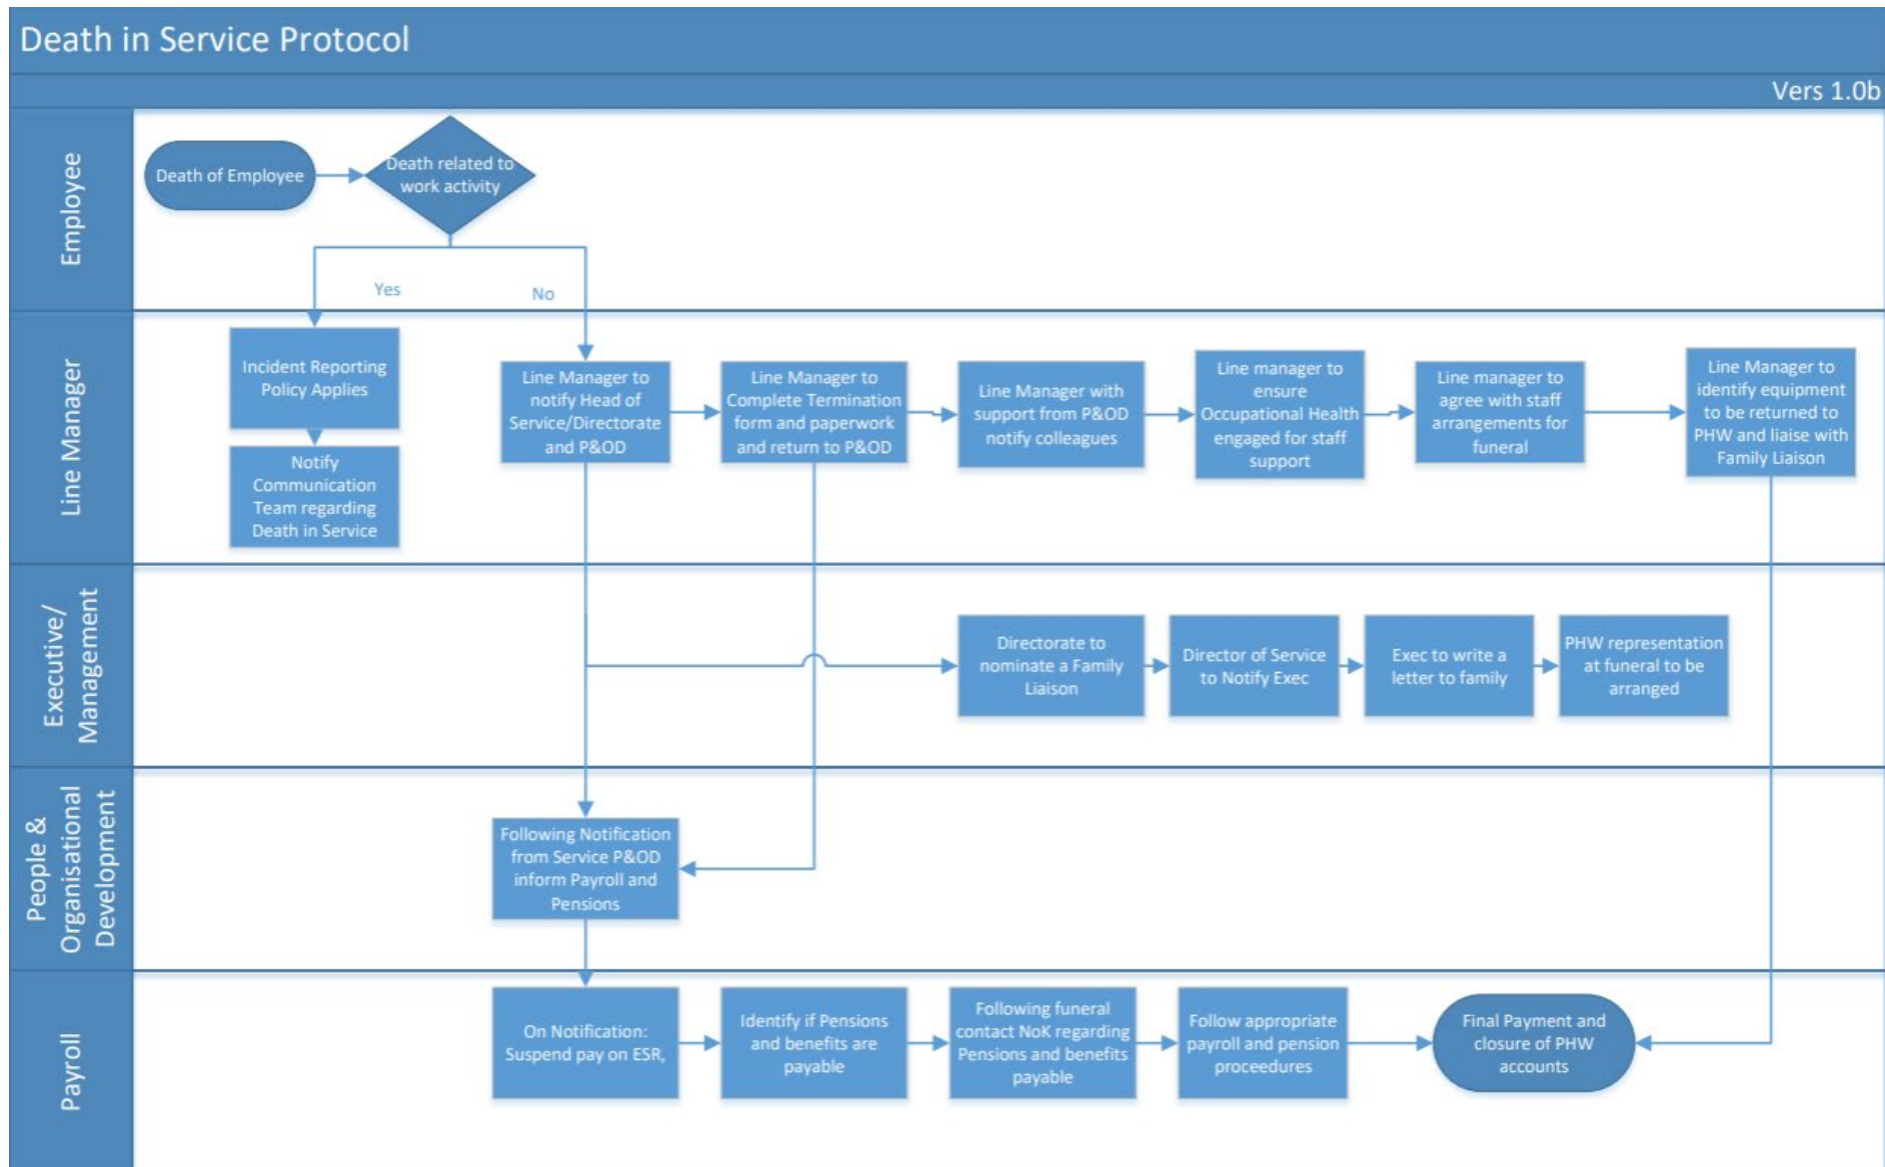 Death in Service Protocol
Vers 1.0b
Employee
Death of Employee
Death related to
work activity
Yes
No
Line Manager
Incident Reporting
Policy Applies
Notify
Communication
Team regarding
Death in Service
Line Manager to
notify Head of
Service/Directorate
and P&OD
Line Manager to
Complete Termination
form and paperwork
and return to P&OD
Line Manager with
support from P&OD
notify colleagues
Line manager to
ensure
Occupational Health
engaged for staff
support
Line manager to
agree with staff
arrangements for
funeral
Line Manager to
identify equipment
to be returned to
PHW and liaise with
Family Liaison
Executive/
Management
Directorate to
nominate a Family
Liaison
Director of Service
to Notify Exec
Exec to write a
letter to family
PHW representation
at funeral to be
arranged
People &
Organisational
Development
Following Notification
from Service P&OD
inform Payroll and
Pensions
Payroll
On Notification:
Suspend pay on ESR,
Identify if Pensions
and benefits are
payable
Following funeral
contact NoK regarding
Pensions and benefits
payable
Follow appropriate
payroll and pension
proceedures
Final Payment and
closure of PHW
accounts